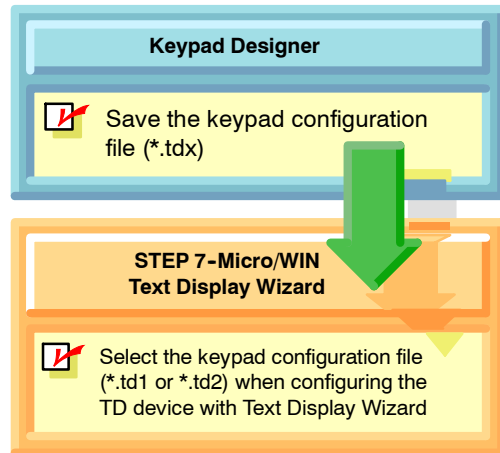 Keypad Designer
Save the keypad configuration
file (*.tdx)
STEP 7-Micro/WIN
Text Display Wizard
Select the keypad configuration file
(*.td1 or *.td2) when configuring the
TD device with Text Display Wizard